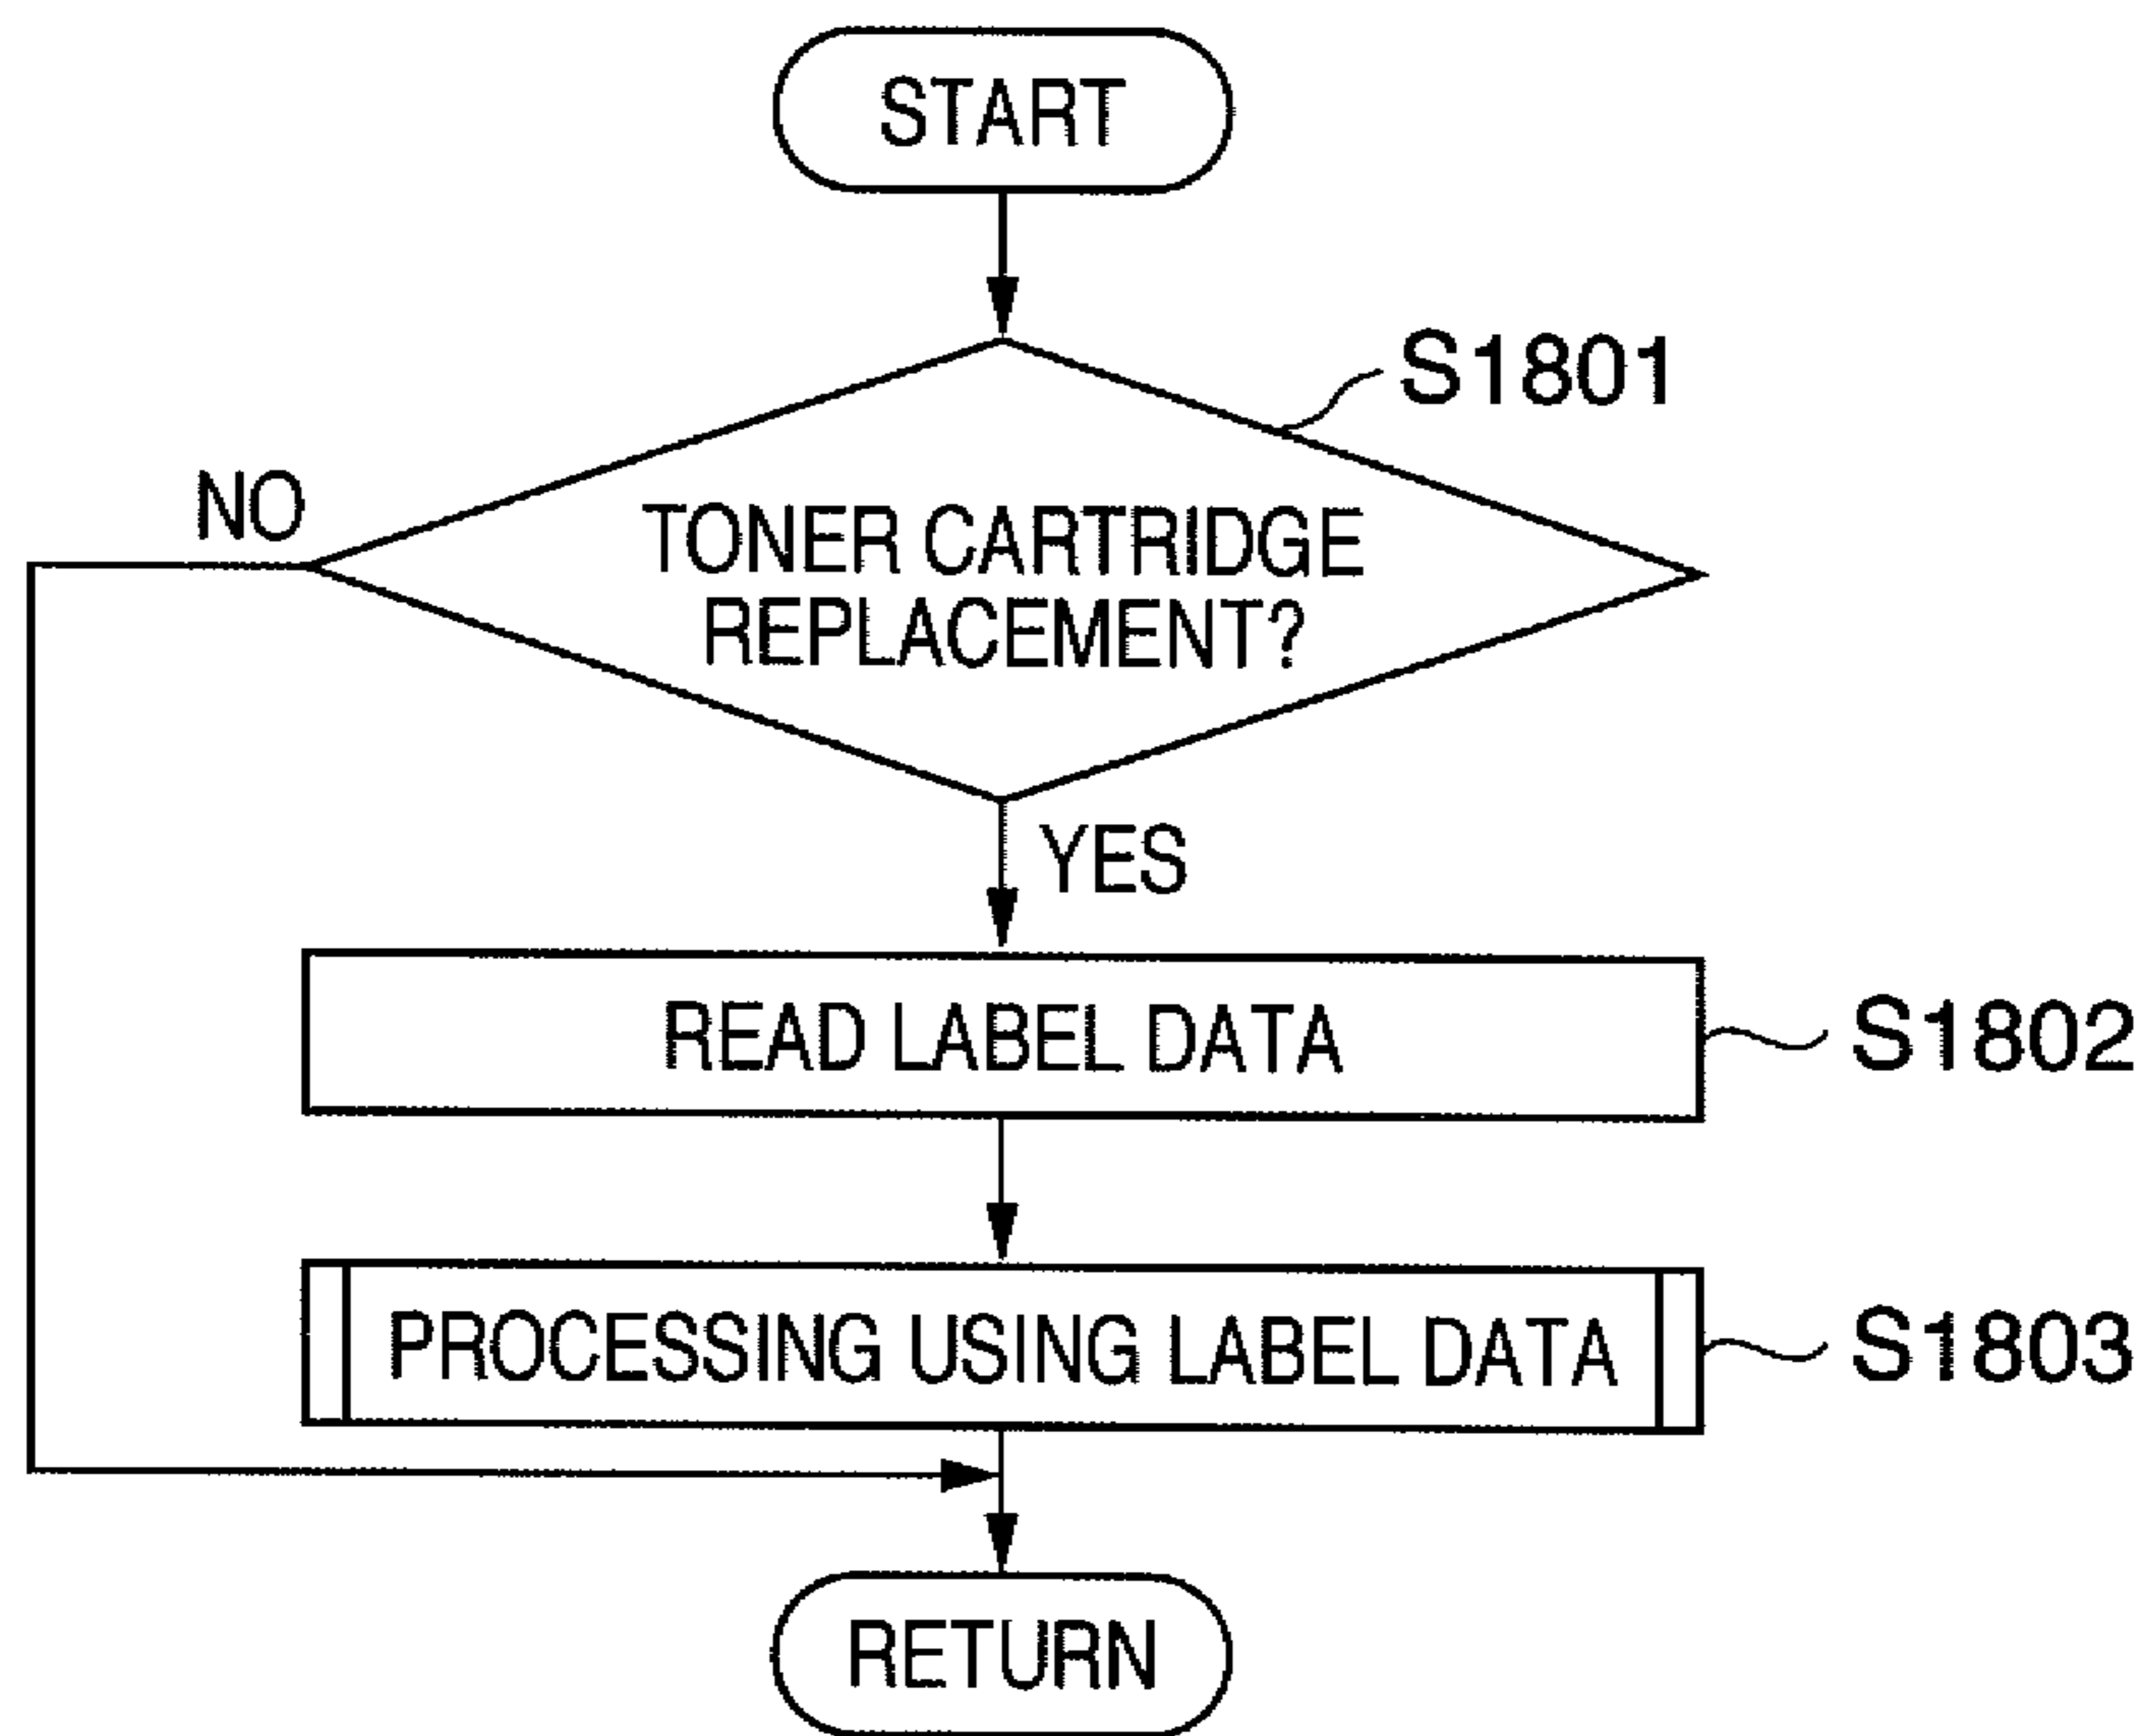 START
S1801
NO
TONER CARTRIDGE
REPLACEMENT?
YES
READ LABEL DATA
S1802
PROCESSING USING LABEL DATA
S1803
RETURN